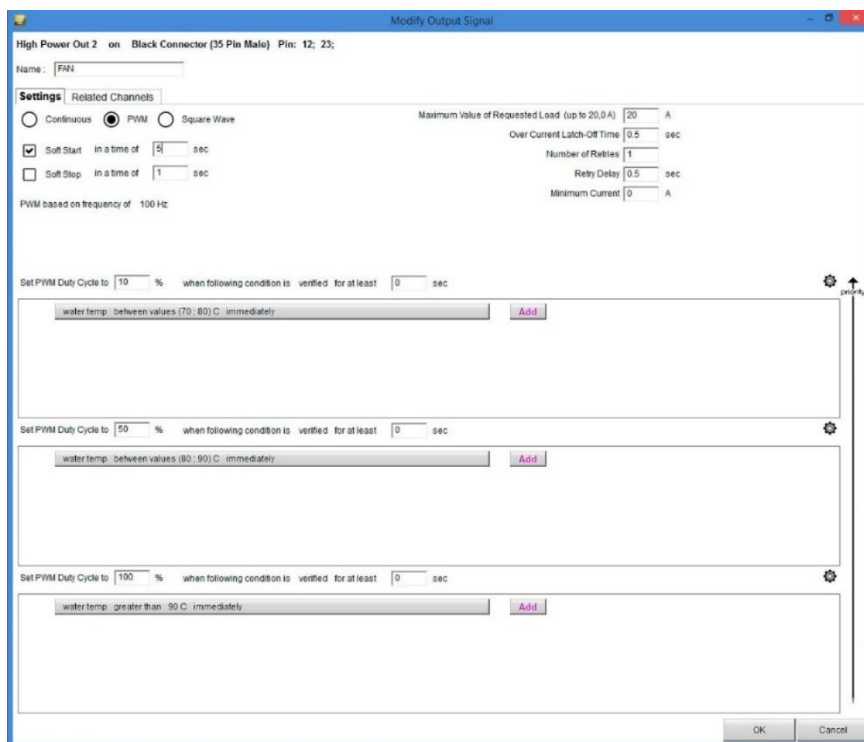 Modify Output Signal
High Power Out 2 on Black Connector (35 Pin Male) Pin: 12; 23;
Name: FAN
Settings Related Channels
Continuous PWM Square Wave
Maximum Value of Requested Load (up to 20,0 A) 20 A
Over Current Latch-Off Time 0.5 sec
Soft Start in a time of 5 sec
Number of Retries 1
Soft Stop in a time of 1 sec
Retry Delay 0.5 sec
Minimum Current 0 A
PWM based on frequency of 100 Hz
Set PWM Duty Cycle to 10 % when following condition is verified for at least 0 sec
priority
water temp between values (70 ; 80) C immediately Add
Set PWM Duty Cycle to 50 % when following condition is verified for at least 0 sec
water temp between values (80 ; 90) C immediately Add
Set PWM Duty Cycle to 100 % when following condition is verified for at least 0 sec
water temp greater than 90 C immediately Add
OK Cancel